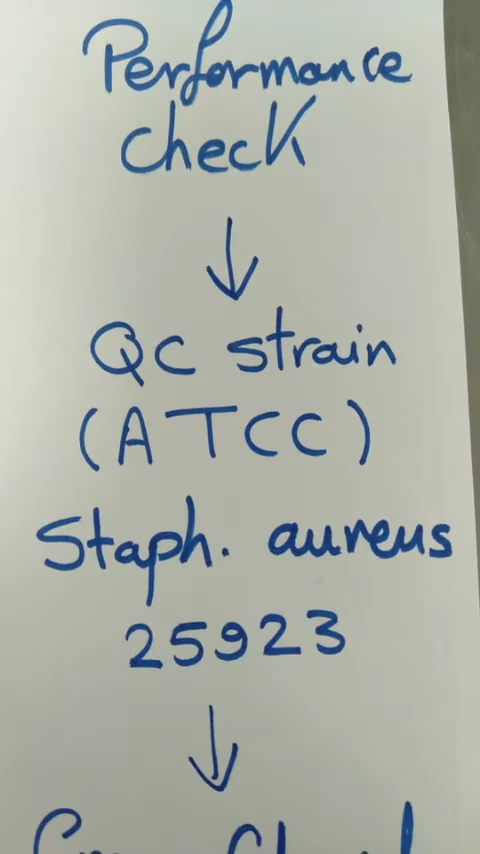 Performance
check
↓
QC strain
(ATCC)
Staph. aureus
25923
↓